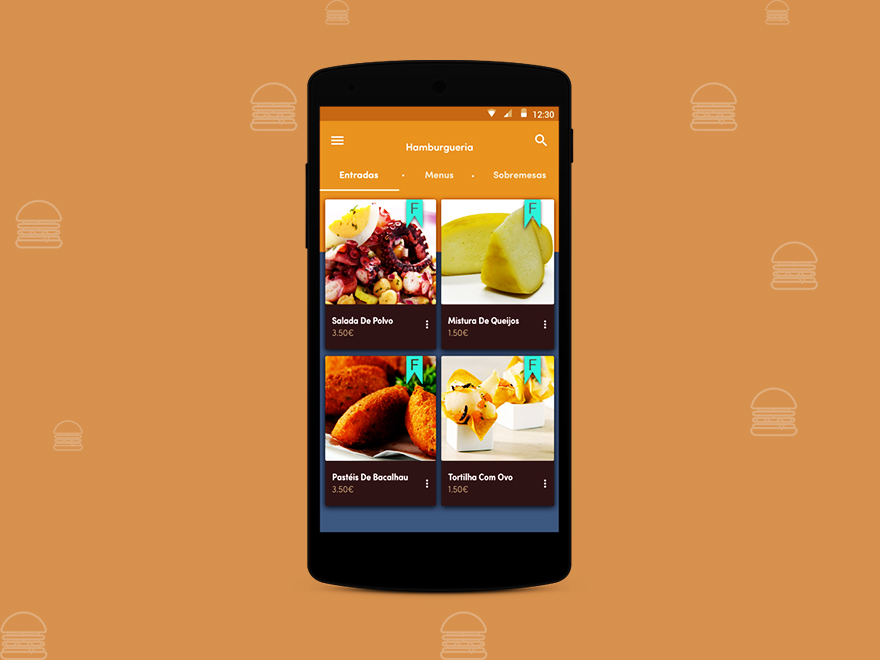 12:30
Hamburgueria
Entradas • Menus • Sobremesas
F
F
Salada De Polvo
3.50€
Mistura De Queijos
1.50€
F
F
Pastéis De Bacalhau
3.50€
Tortilha Com Ovo
1.50€